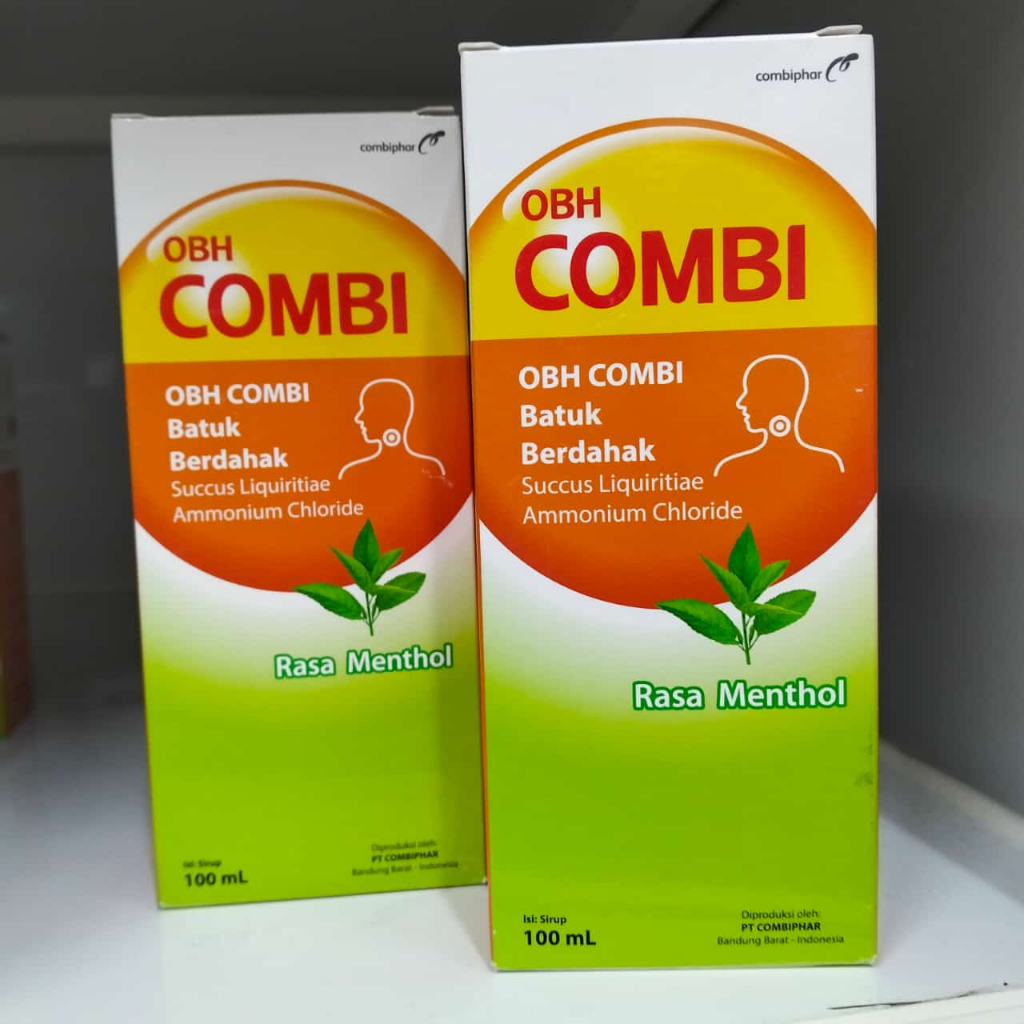 combiphar
OBH
COMBI
OBH COMBI
Batuk
Berdahak
Succus Liquiritiae
Ammonium Chloride
Rasa Menthol
Isi: Sirup
100 mL
Diproduksi oleh:
PT COMBIPHAR
Bandung Barat - Indonesia
combiphar
OBH
COMBI
OBH COMBI
Batuk
Berdahak
Succus Liquiritiae
Ammonium Chloride
Rasa Menthol
Isi: Sirup
100 mL
Diproduksi oleh:
PT COMBIPHAR
Bandung Barat - Indonesia